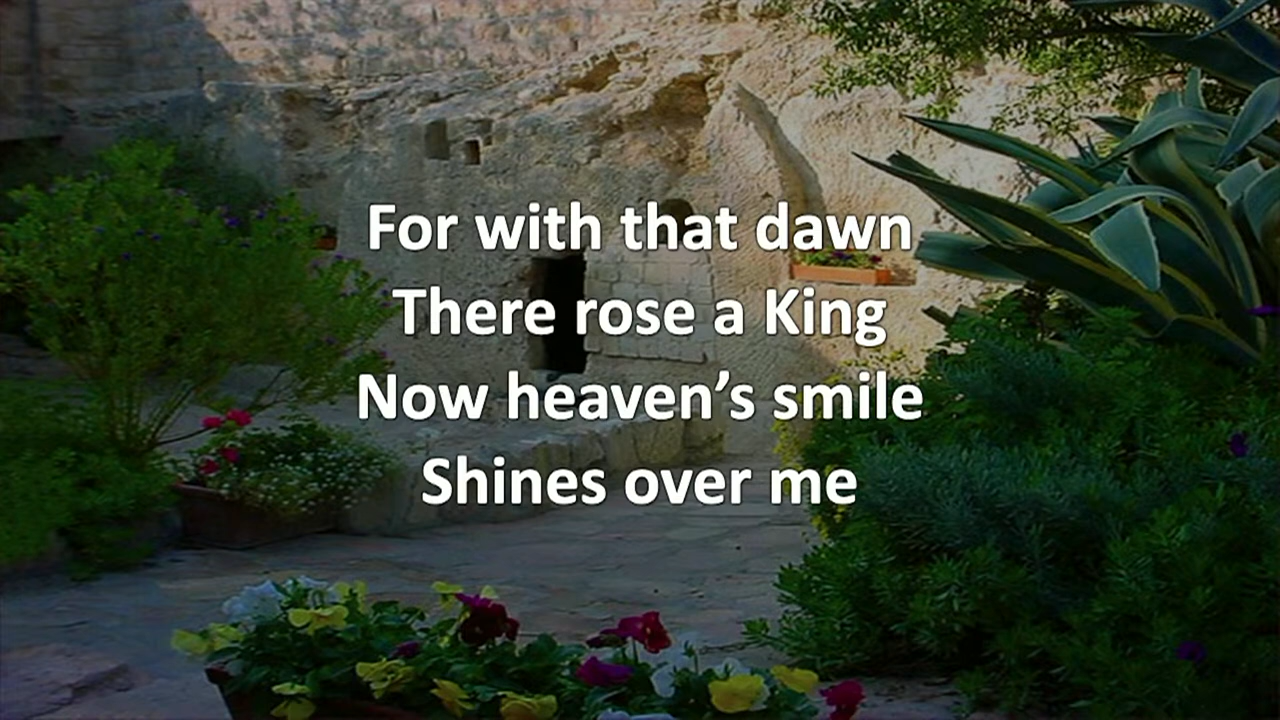 For with that dawn
There rose a King
Now heaven’s smile
Shines over me